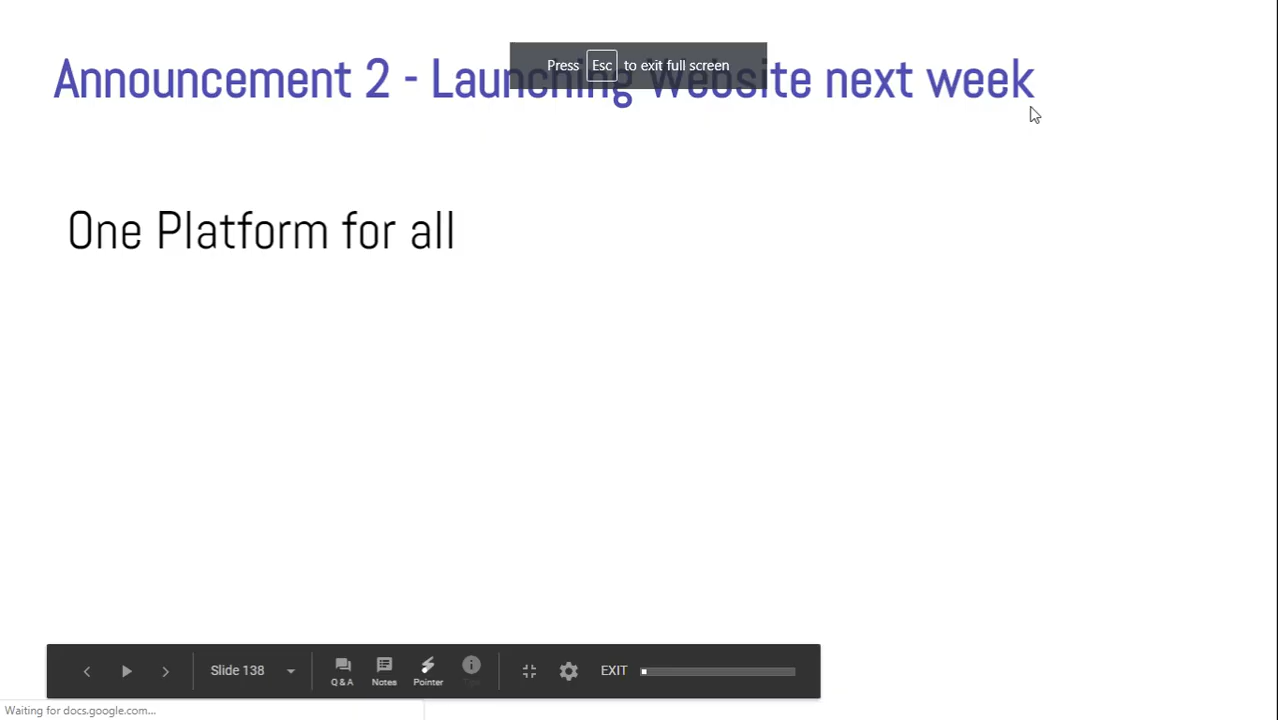 Announcement 2 - Launching Website next week
Press Esc to exit full screen
One Platform for all
Slide 138
Q & A
Notes
Pointer
Tips
EXIT
Waiting for docs.google.com...